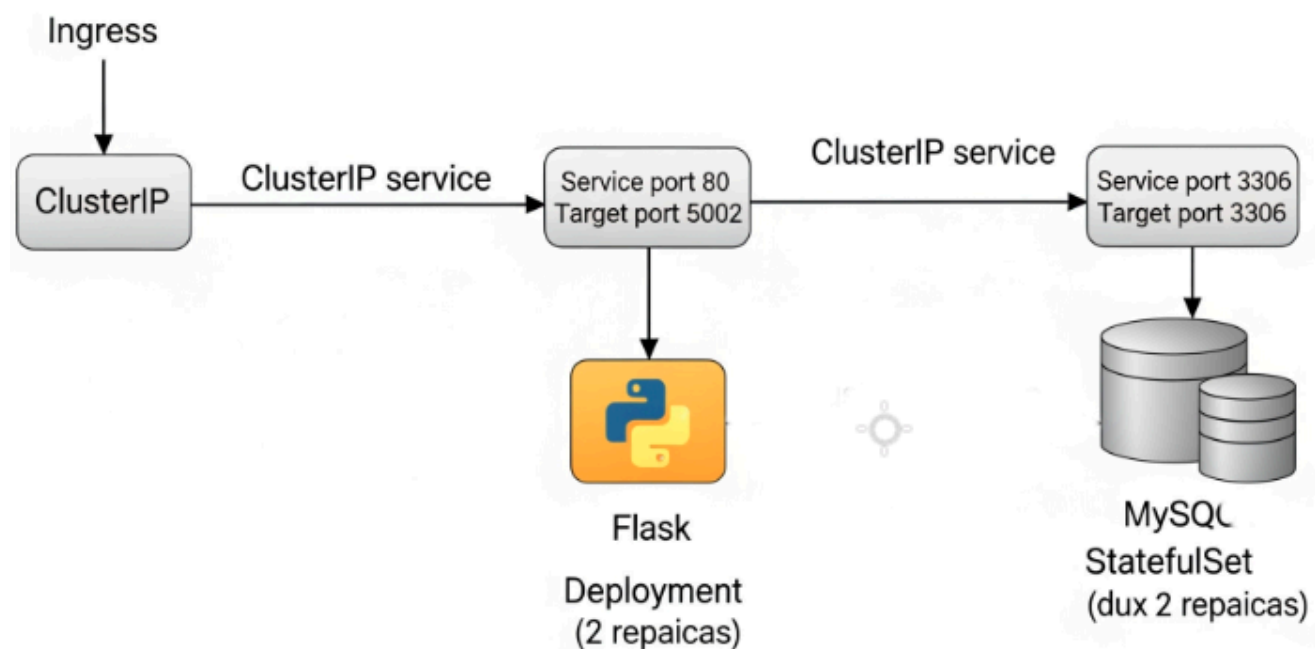 Ingress
ClusterIP
ClusterIP service
Service port 80
Target port 5002
ClusterIP service
Service port 3306
Target port 3306
Flask
Deployment
(2 repaicas)
StatefulSet
(dux 2 repaicas)